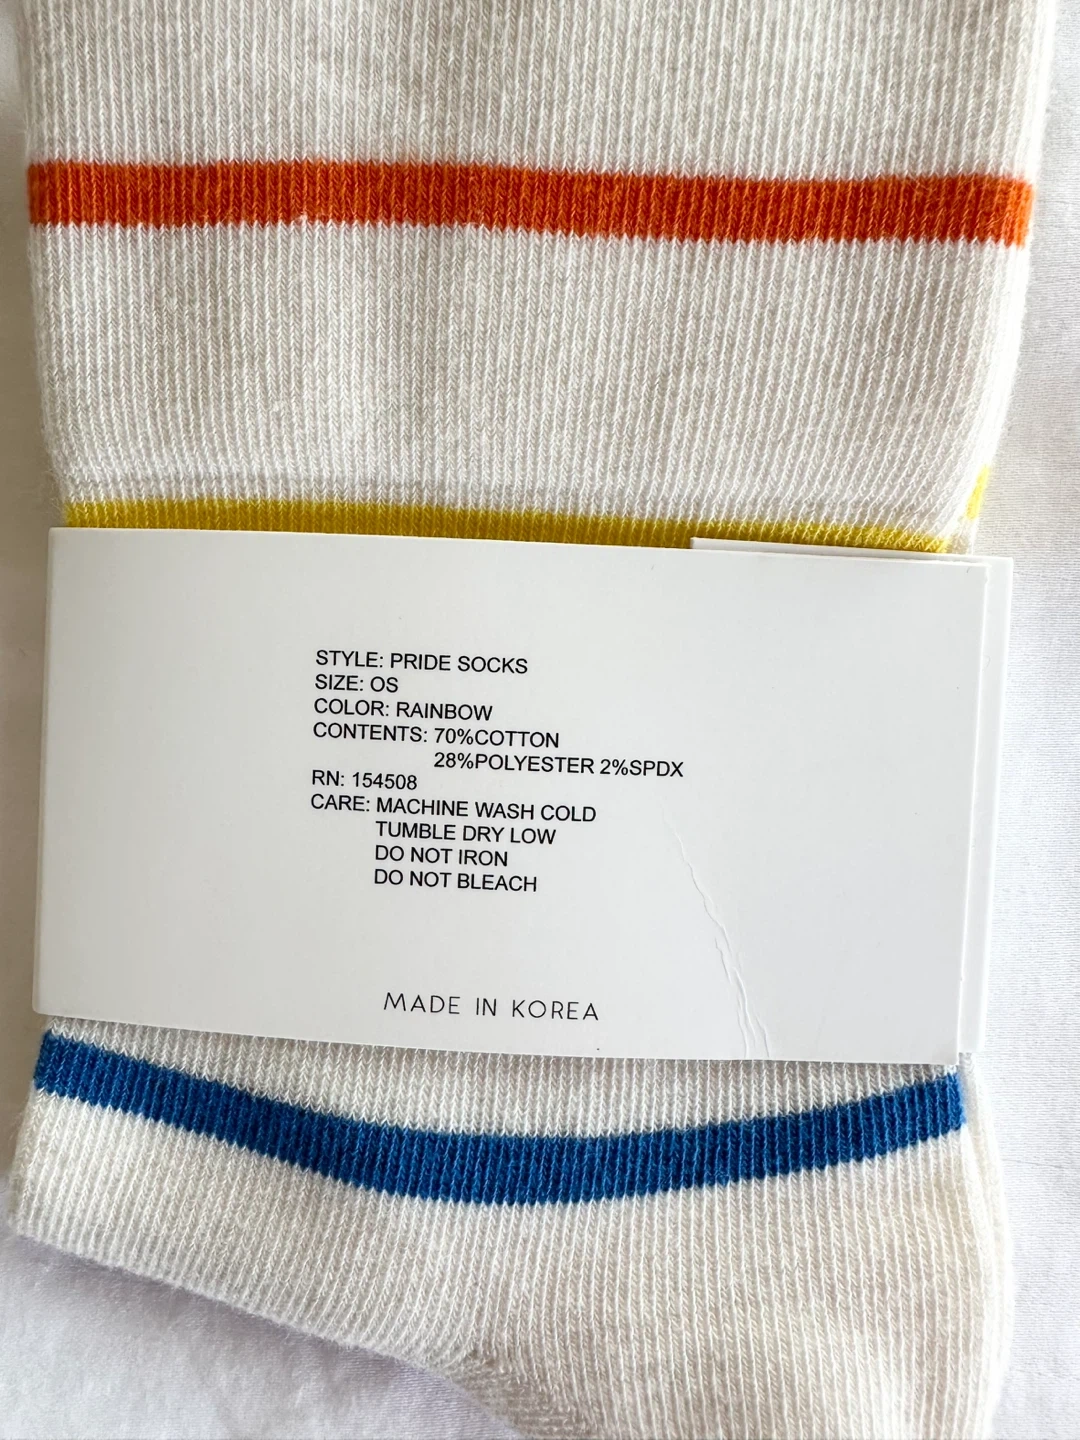 STYLE: PRIDE SOCKS
SIZE: OS
COLOR: RAINBOW
CONTENTS: 70%COTTON
28%POLYESTER 2%SPDX
RN: 154508
CARE: MACHINE WASH COLD
TUMBLE DRY LOW
DO NOT IRON
DO NOT BLEACH
MADE IN KOREA